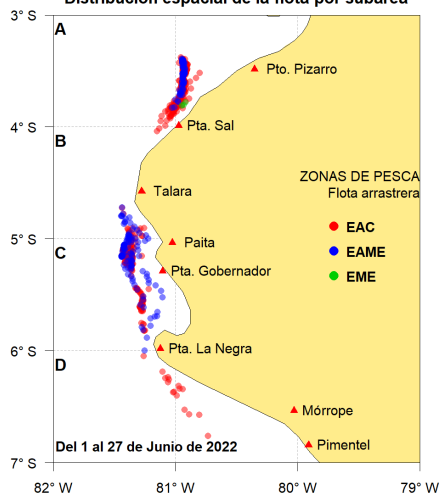 Distribución espacial de la flota por subárea
3° S
A
Pto. Pizarro
Pta. Sal
4° S
B
ZONAS DE PESCA
Flota arrastrera
Talara
EAC
5° S
C
Paita
EAME
Pta. Gobernador
EME
Pta. La Negra
6° S
D
Mórrope
Del 1 al 27 de Junio de 2022
Pimentel
7° S
82° W
81° W
80° W
79° W